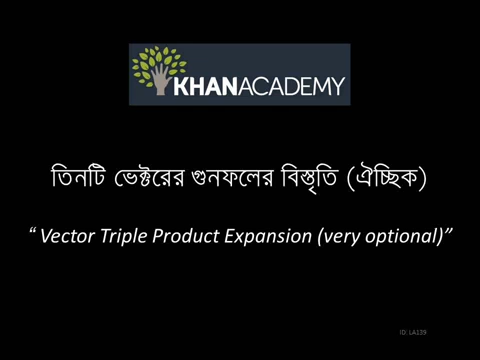 KHANACADEMY
তিনটি ভেক্টরের গুনফলের বিস্তৃতি (ঐচ্ছিক)
“ Vector Triple Product Expansion (very optional)”
ID: LA139